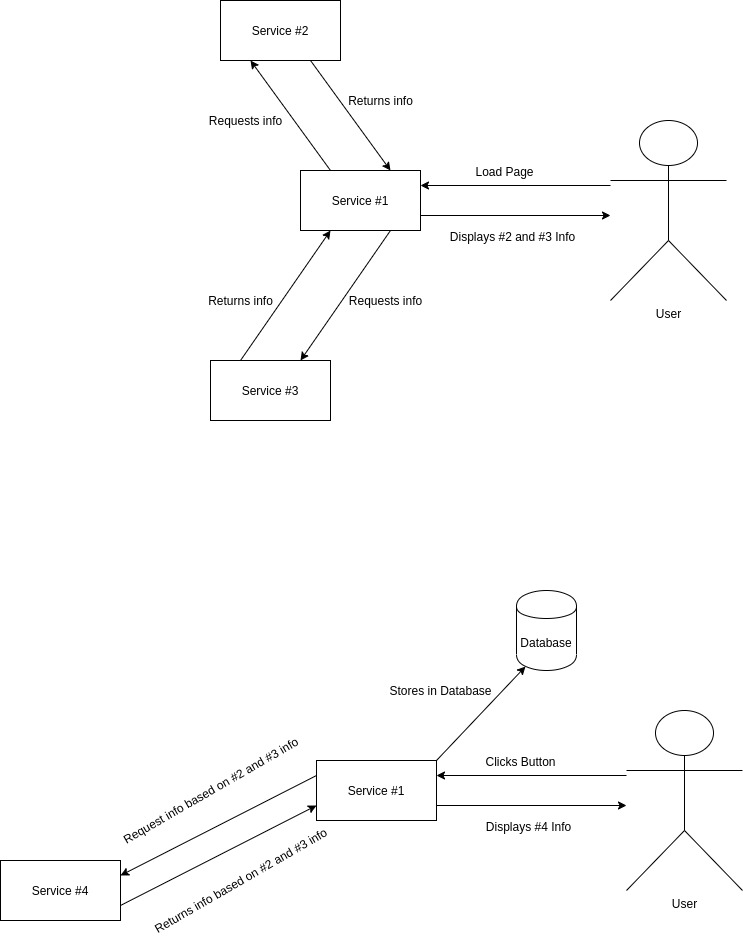 Service #2
Returns info
Requests info
Load Page
Service #1
Displays #2 and #3 Info
Returns info
Requests info
User
Service #3
Database
Stores in Database
Request info based on #2 and #3 info
Clicks Button
Service #1
Displays #4 Info
Returns info based on #2 and #3 info
Service #4
User